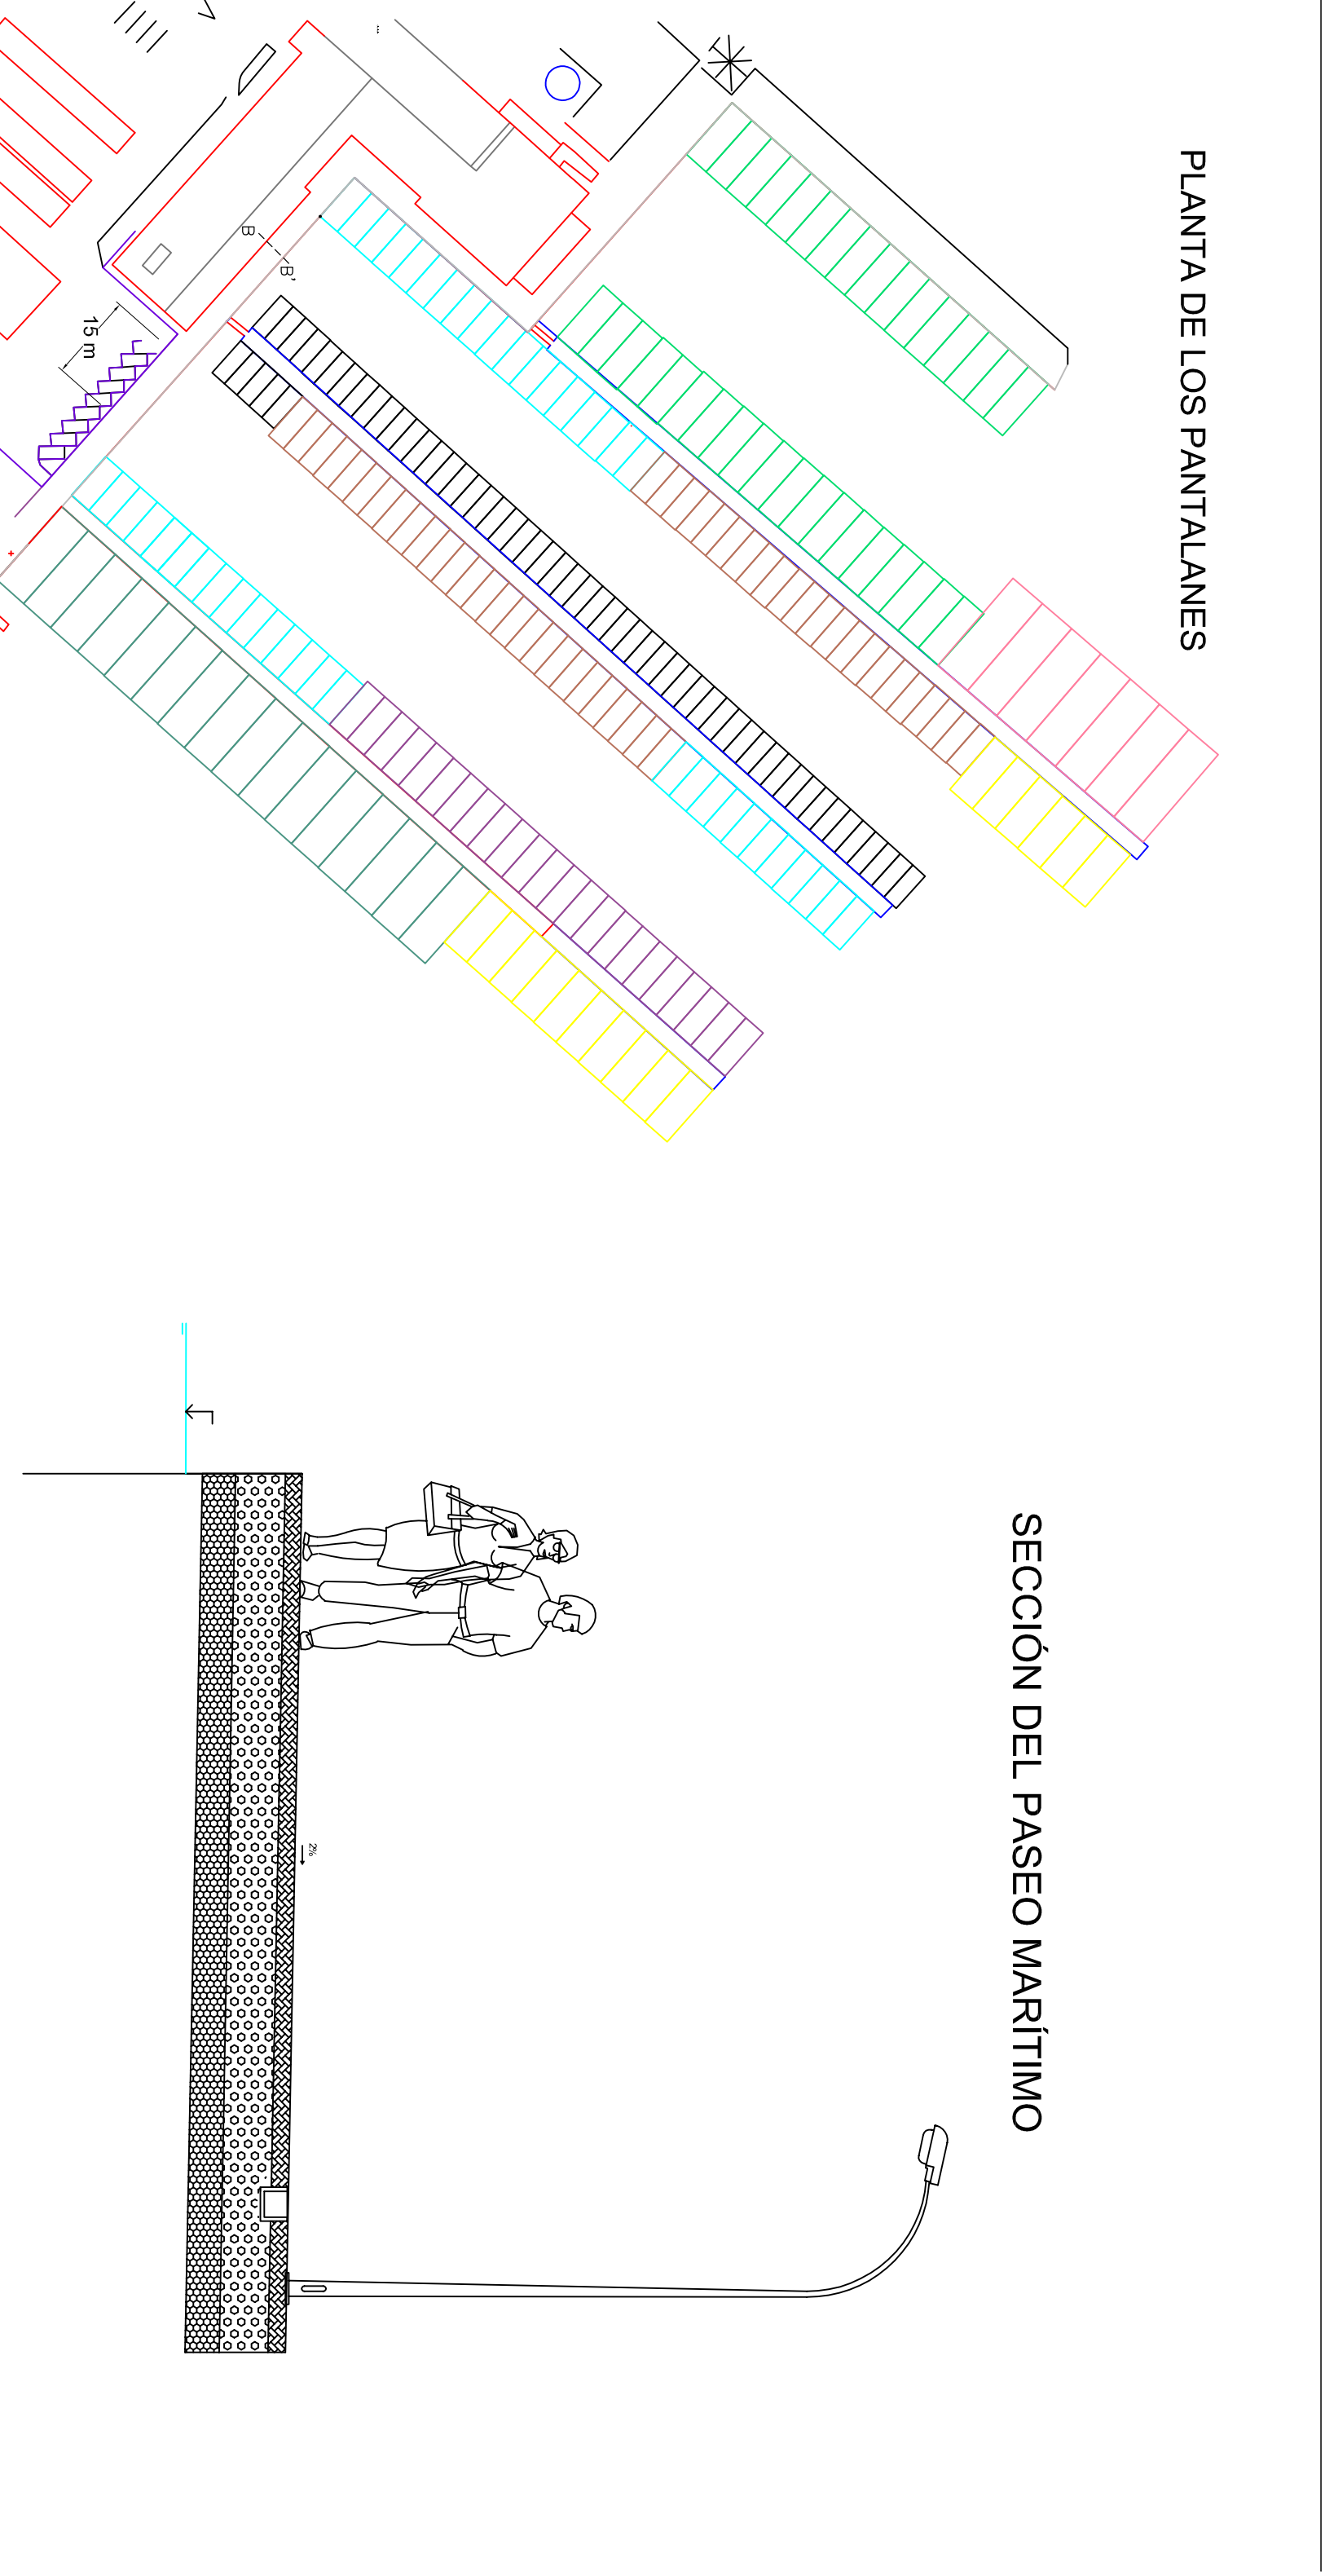 PLANTA DE LOS PANTALANES
B
B'
15 m
SECCIÓN DEL PASEO MARÍTIMO
2%